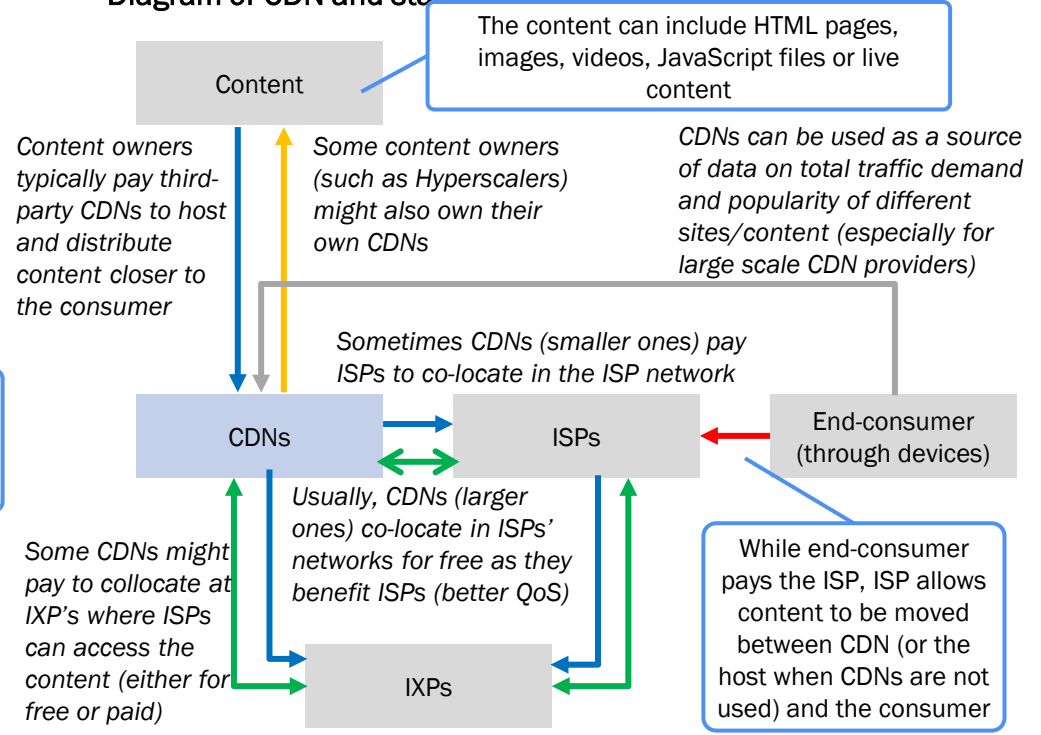 Diagram of CDN and sta
The content can include HTML pages,
images, videos, JavaScript files or live
content
Content
Content owners
typically pay third-
party CDNs to host
and distribute
content closer to
the consumer
Some content owners
(such as Hyperscalers)
might also own their
own CDNs
CDNs can be used as a source
of data on total traffic demand
and popularity of different
sites/content (especially for
large scale CDN providers)
Sometimes CDNs (smaller ones) pay
ISPs to co-locate in the ISP network
CDNs
ISPs
End-consumer
(through devices)
Usually, CDNs (larger
ones) co-locate in ISPs'
networks for free as they
benefit ISPs (better QoS)
Some CDNs might
pay to collocate at
IXP's where ISPs
can access the
content (either for
free or paid)
IXPs
While end-consumer
pays the ISP, ISP allows
content to be moved
between CDN (or the
host when CDNs are not
used) and the consumer